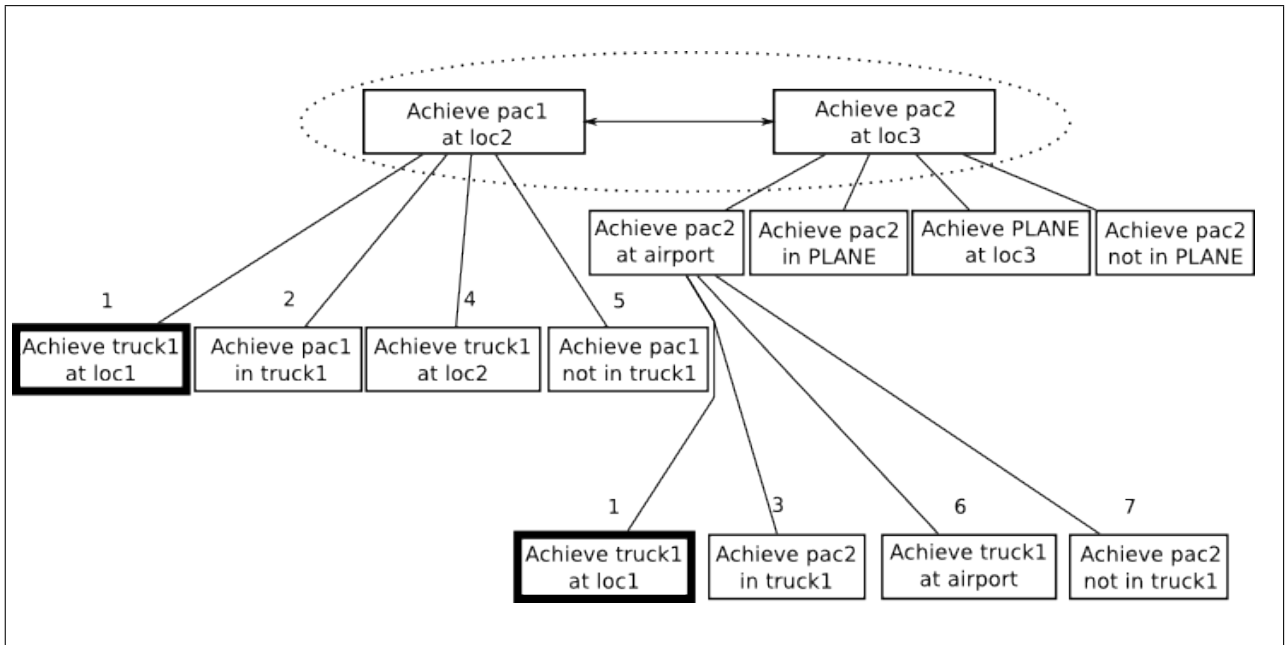 Achieve pac1
at loc2
Achieve pac2
at loc3
Achieve pac2
at airport
Achieve pac2
in PLANE
Achieve PLANE
at loc3
Achieve pac2
not in PLANE
1
2
4
5
Achieve truck1
at loc1
Achieve pac1
in truck1
Achieve truck1
at loc2
Achieve pac1
not in truck1
1
3
6
7
Achieve truck1
at loc1
Achieve pac2
in truck1
Achieve truck1
at airport
Achieve pac2
not in truck1